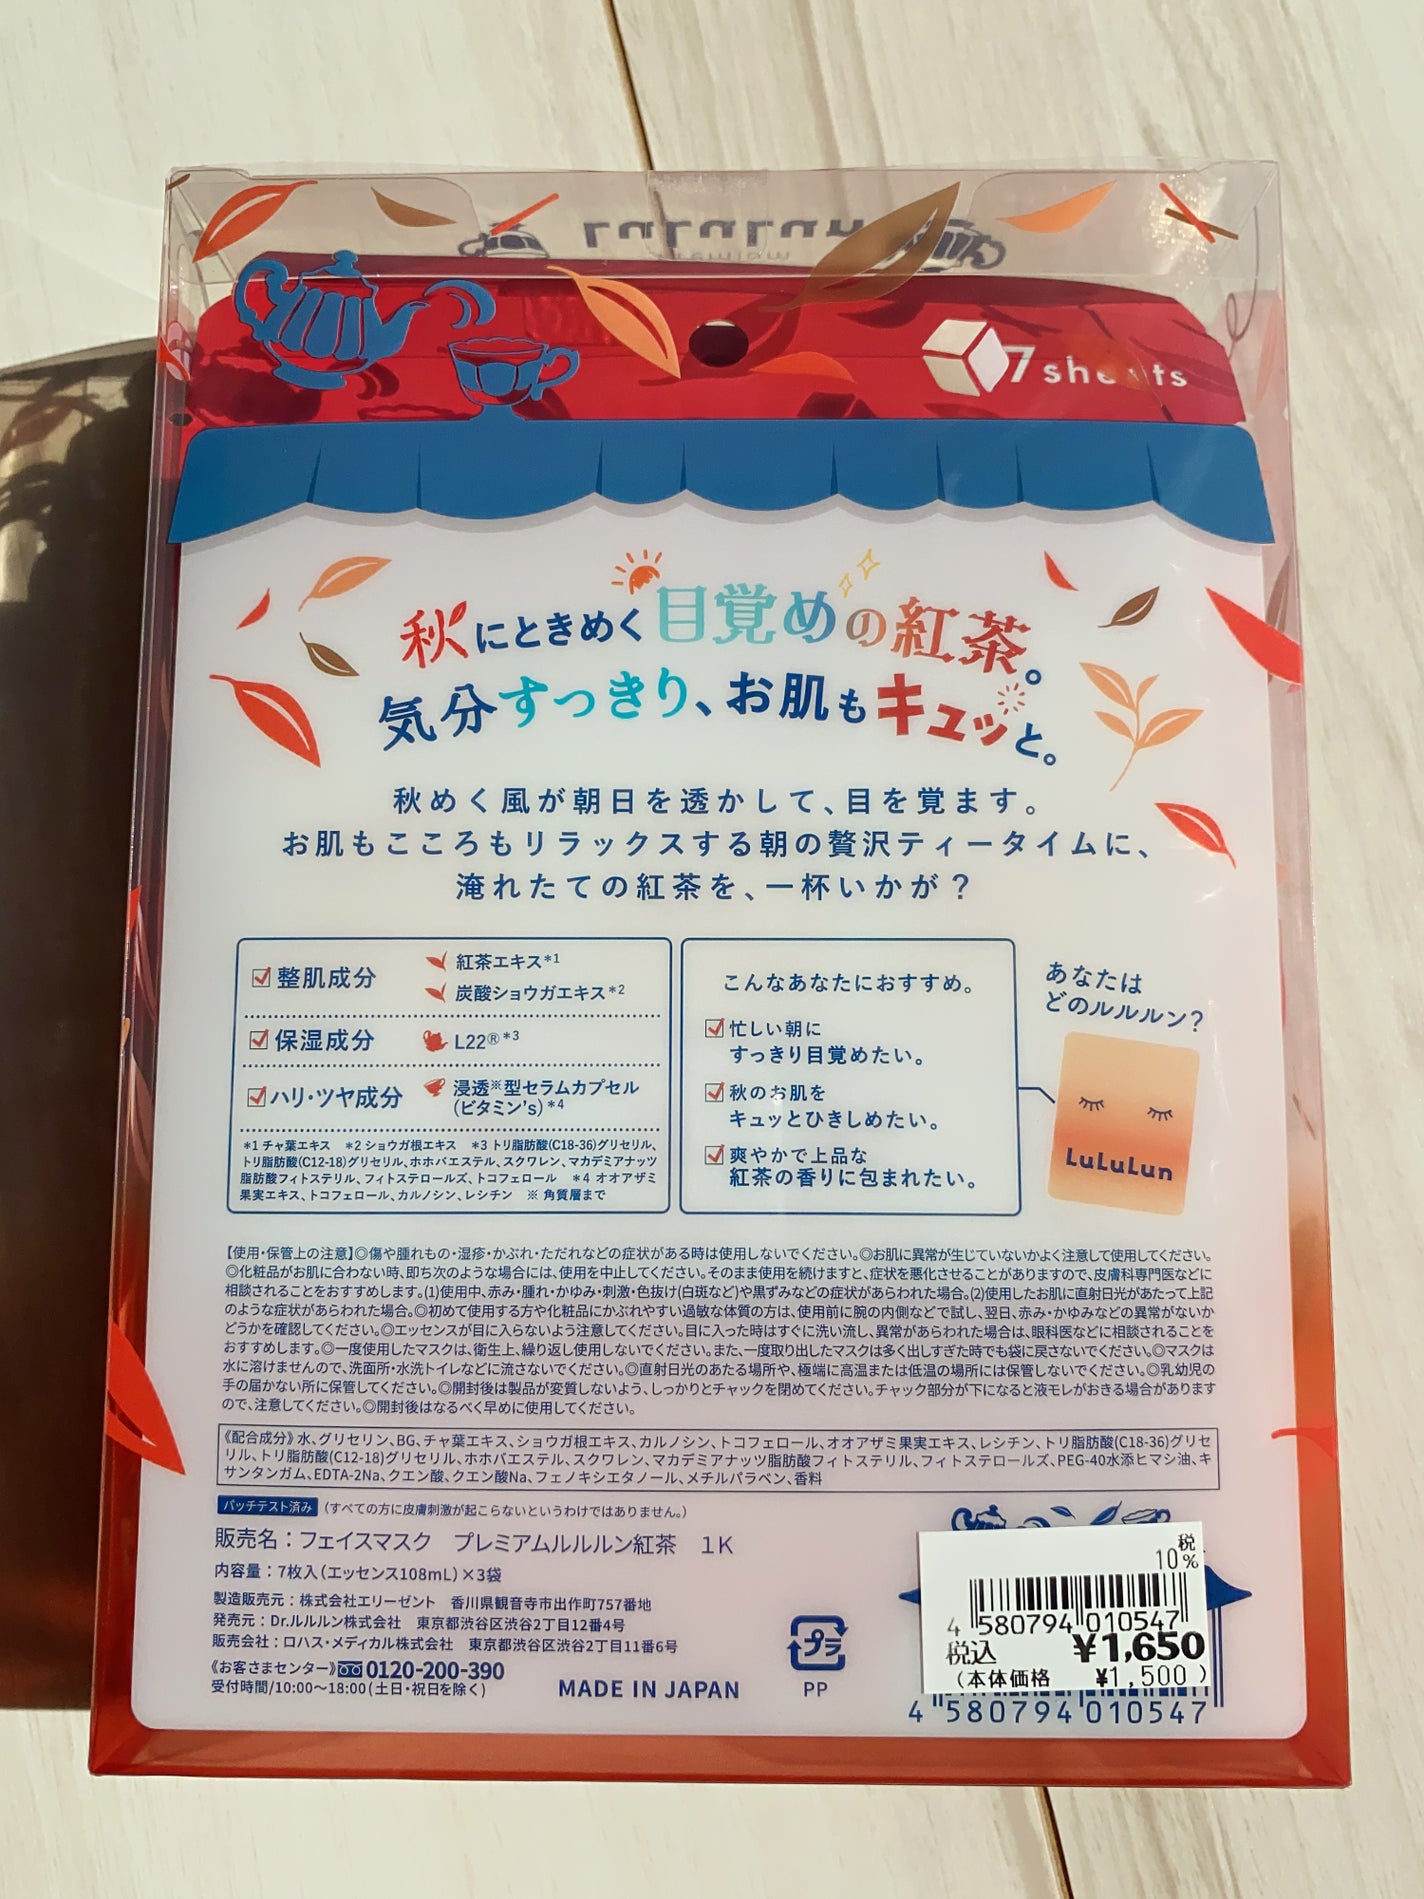 LuLuLun
Premium
7 sheets
秋にときめく目覚めの紅茶。
気分すっきり、お肌もキュッと。
秋めく風が朝日を透かして、目を覚ます。
お肌もこころもリラックスする朝の贅沢ティータイムに、
淹れたての紅茶を、一杯いかが？
整肌成分
紅茶エキス*1
炭酸ショウガエキス*2
保湿成分
L22®*3
ハリ・ツヤ成分
浸透※型セラムカプセル
(ビタミン's)*4
*1 チャ葉エキス *2 ショウガ根エキス *3 トリ脂肪酸(C18-36)グリセリル、
トリ脂肪酸(C12-18)グリセリル、ホホバエステル、スクワレン、マカデミアナッツ
脂肪酸フィトステリル、フィトステロールズ、トコフェロール *4 オオアザミ
果実エキス、トコフェロール、カルノシン、レシチン ※ 角質層まで
こんなあなたにおすすめ。
忙しい朝に
すっきり目覚めたい。
秋のお肌を
キュッとひきしめたい。
爽やかで上品な
紅茶の香りに包まれたい。
あなたは
どのルルルン？
LuLuLun
【使用・保管上の注意】◎傷や腫れもの・湿疹・かぶれ・ただれなどの症状がある時は使用しないでください。◎お肌に異常が生じていないかよく注意して使用してください。
◎化粧品がお肌に合わない時、即ち次のような場合には、使用を中止してください。そのまま使用を続けますと、症状を悪化させることがありますので、皮膚科専門医などに
相談されることをおすすめします。(1)使用中、赤み・腫れ・かゆみ・刺激・色抜け(白斑など)や黒ずみなどの症状があらわれた場合。(2)使用したお肌に直射日光があたって上記
のような症状があらわれた場合。◎初めて使用する方や化粧品にかぶれやすい過敏な体質の方は、使用前に腕の内側などで試し、翌日、赤み・かゆみなどの異常がないか
どうかを確認してください。◎エッセンスが目に入らないよう注意してください。目に入った時はすぐに洗い流し、異常があらわれた場合は、眼科医などに相談されることを
おすすめします。◎一度使用したマスクは、衛生上、繰り返し使用しないでください。また、一度取り出したマスクは多く出しすぎた時でも袋に戻さないでください。◎マスクは
水に溶けませんので、洗面所・水洗トイレなどに流さないでください。◎直射日光のあたる場所や、極端に高温または低温の場所には保管しないでください。◎乳幼児の
手の届かない所に保管してください。◎開封後は製品が変質しないよう、しっかりとチャックを閉めてください。チャック部分が下になると液モレがおきる場合があります
ので、注意してください。◎開封後はなるべく早めに使用してください。
《配合成分》水、グリセリン、BG、チャ葉エキス、ショウガ根エキス、カルノシン、トコフェロール、オオアザミ果実エキス、レシチン、トリ脂肪酸(C18-36)グリセ
リル、トリ脂肪酸(C12-18)グリセリル、ホホバエステル、スクワレン、マカデミアナッツ脂肪酸フィトステリル、フィトステロールズ、PEG-40水添ヒマシ油、キ
サンタンガム、EDTA-2Na、クエン酸、クエン酸Na、フェノキシエタノール、メチルパラベン、香料
パッチテスト済み (すべての方に皮膚刺激が起こらないというわけではありません。)
販売名：フェイスマスク プレミアムルルルン紅茶 1K
内容量：7枚入(エッセンス108mL)×3袋
製造販売元：株式会社エリーゼント 香川県観音寺市出作町757番地
発売元：Dr.ルルルン株式会社 東京都渋谷区渋谷2丁目12番4号
販売会社：ロハス・メディカル株式会社 東京都渋谷区渋谷2丁目11番6号
《お客さまセンター》0120-200-390
受付時間/10:00～18:00(土日・祝日を除く)
MADE IN JAPAN
プラ
PP
税
10%
4 580794 010547
税込 ¥1,650
(本体価格 ¥1,500)
4 580794 010547